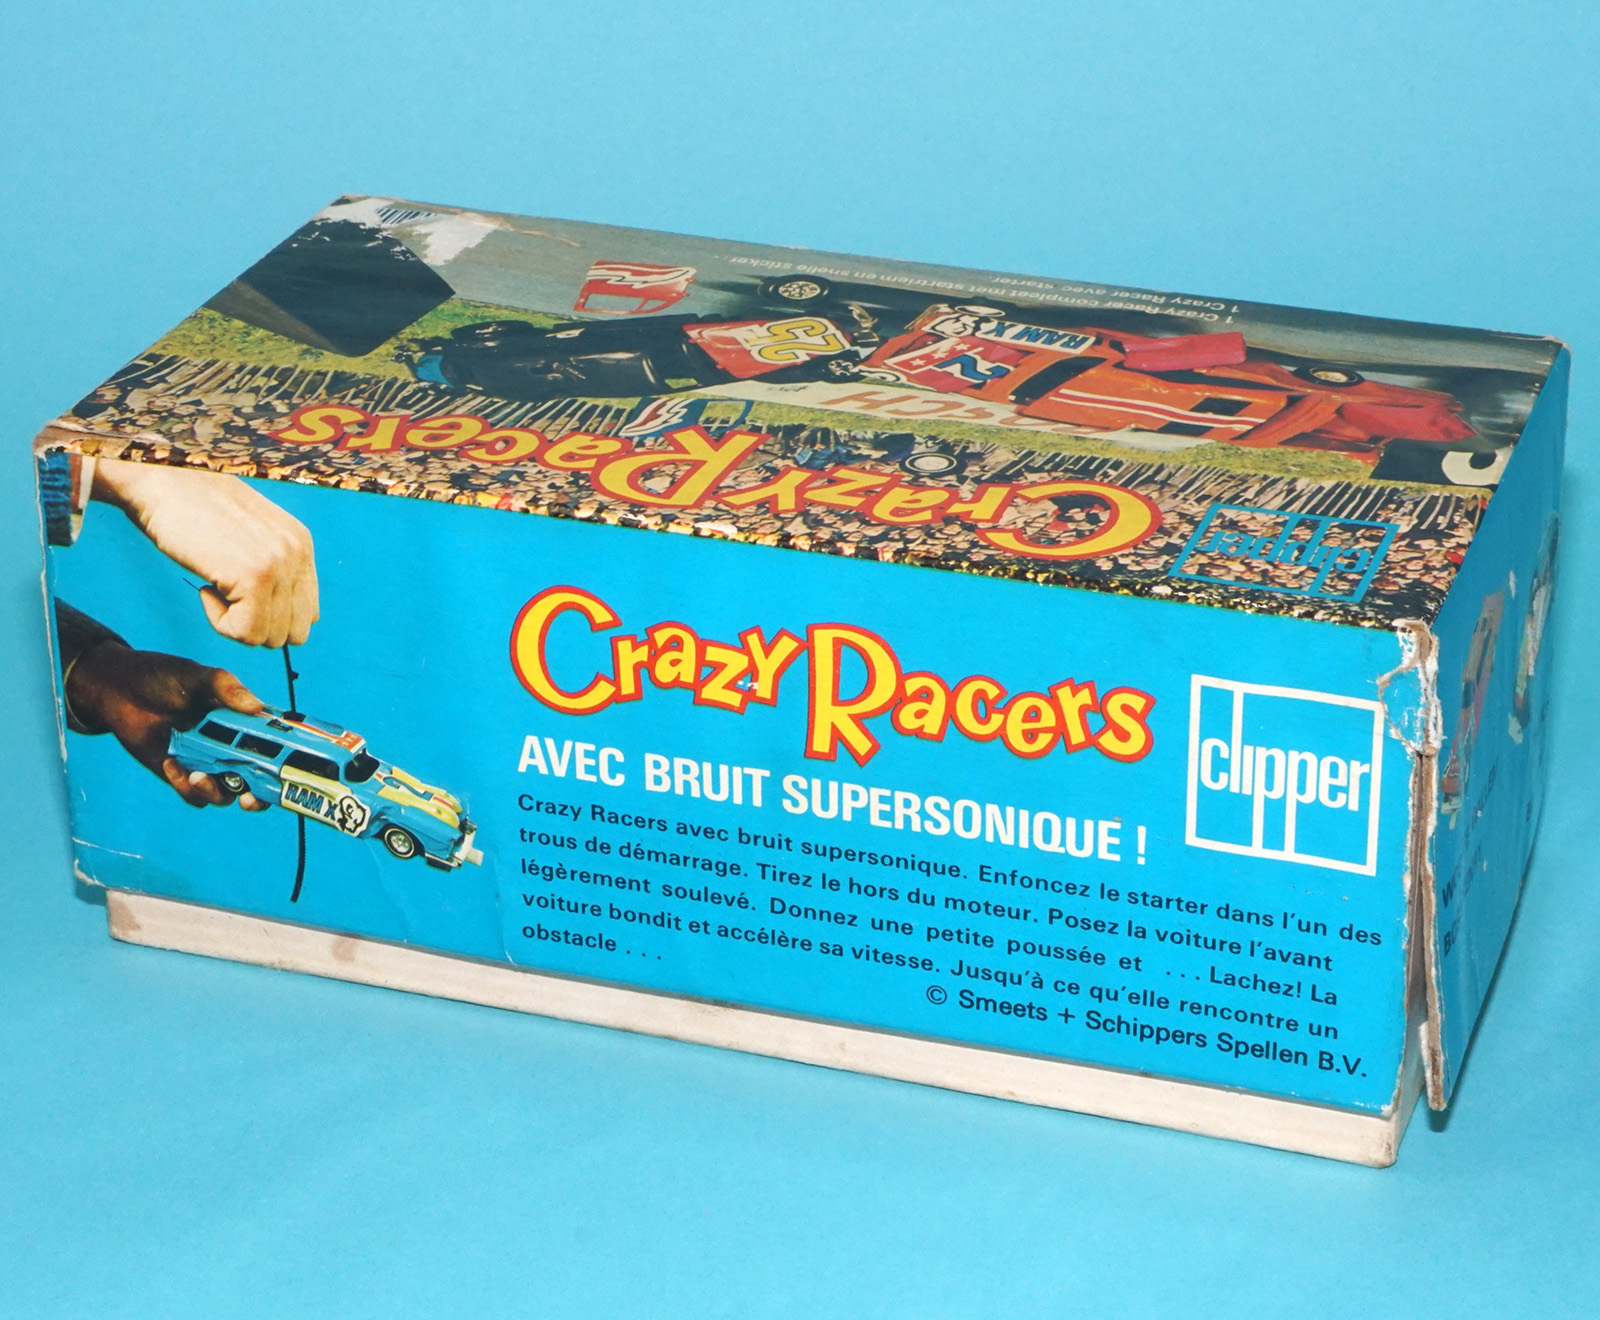 1 Crazy Racer compleet met startriem en snelle sticker...
1 Crazy Racer avec starter.
25
RAM X
2
SCH
Crazy Racers
clipper
Crazy Racers
clipper
AVEC BRUIT SUPERSONIQUE !
RAM X
Crazy Racers avec bruit supersonique. Enfoncez le starter dans l'un des
trous de démarrage. Tirez le hors du moteur. Posez la voiture l'avant
légèrement soulevé. Donnez une petite poussée et ... Lachez! La
voiture bondit et accélère sa vitesse. Jusqu'à ce qu'elle rencontre un
obstacle ...
© Smeets + Schippers Spellen B.V.